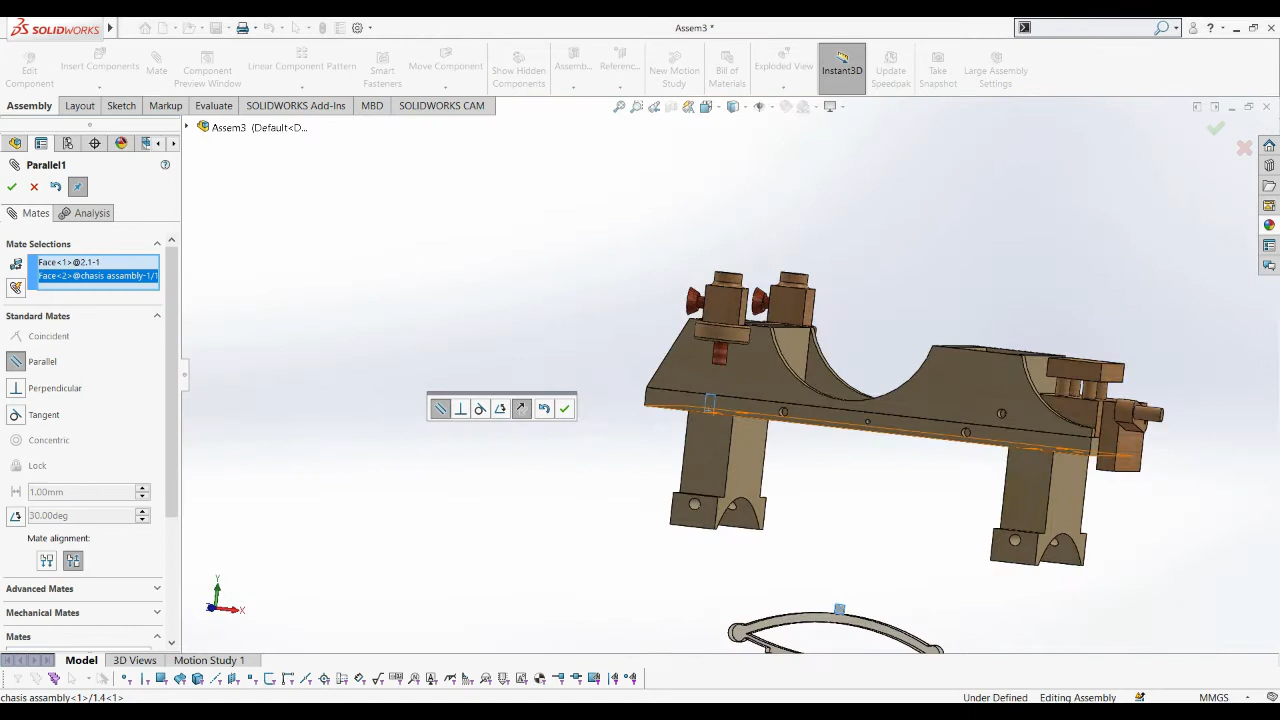 SOLIDWORKS
Assem3 *
Edit Component
Insert Components
Mate
Component Preview Window
Linear Component Pattern
Smart Fasteners
Move Component
Show Hidden Components
Assemb...
Referenc...
New Motion Study
Bill of Materials
Exploded View
Instant3D
Update Speedpak
Take Snapshot
Large Assembly Settings
Assembly
Layout
Sketch
Markup
Evaluate
SOLIDWORKS Add-Ins
MBD
SOLIDWORKS CAM
Assem3 (Default<D...
Parallel1
Mates
Analysis
Mate Selections
Face<1>@2.1-1
Face<2>@chasis assembly-1/1
Standard Mates
Coincident
Parallel
Perpendicular
Tangent
Concentric
Lock
1.00mm
30.00deg
Mate alignment:
Advanced Mates
Mechanical Mates
Mates
Y
X
Model
3D Views
Motion Study 1
chasis assembly<1>/1.4<1>
Under Defined
Editing Assembly
MMGS